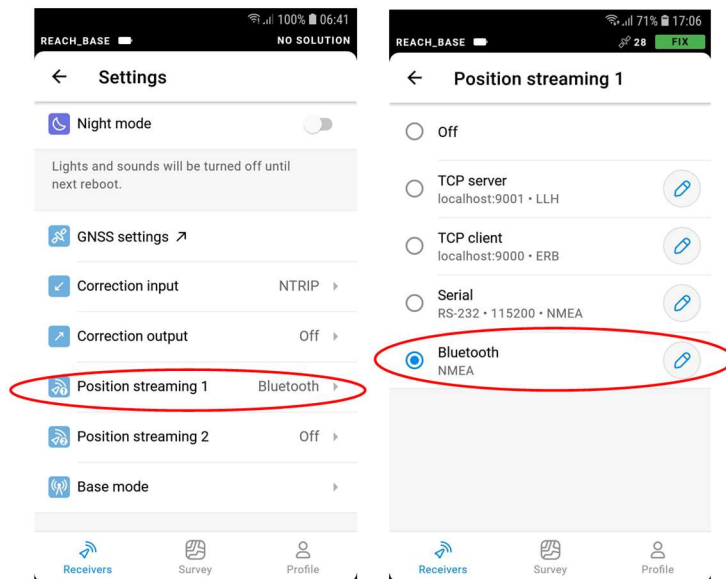 100% 06:41
REACH_BASE NO SOLUTION
Settings
Night mode
Lights and sounds will be turned off until
next reboot.
GNSS settings
Correction input NTRIP
Correction output Off
Position streaming 1 Bluetooth
Position streaming 2 Off
Base mode
Receivers Survey Profile
71% 17:06
REACH_BASE 28 FIX
Position streaming 1
Off
TCP server
localhost:9001 • LLH
TCP client
localhost:9000 • ERB
Serial
RS-232 • 115200 • NMEA
Bluetooth
NMEA
Receivers Survey Profile